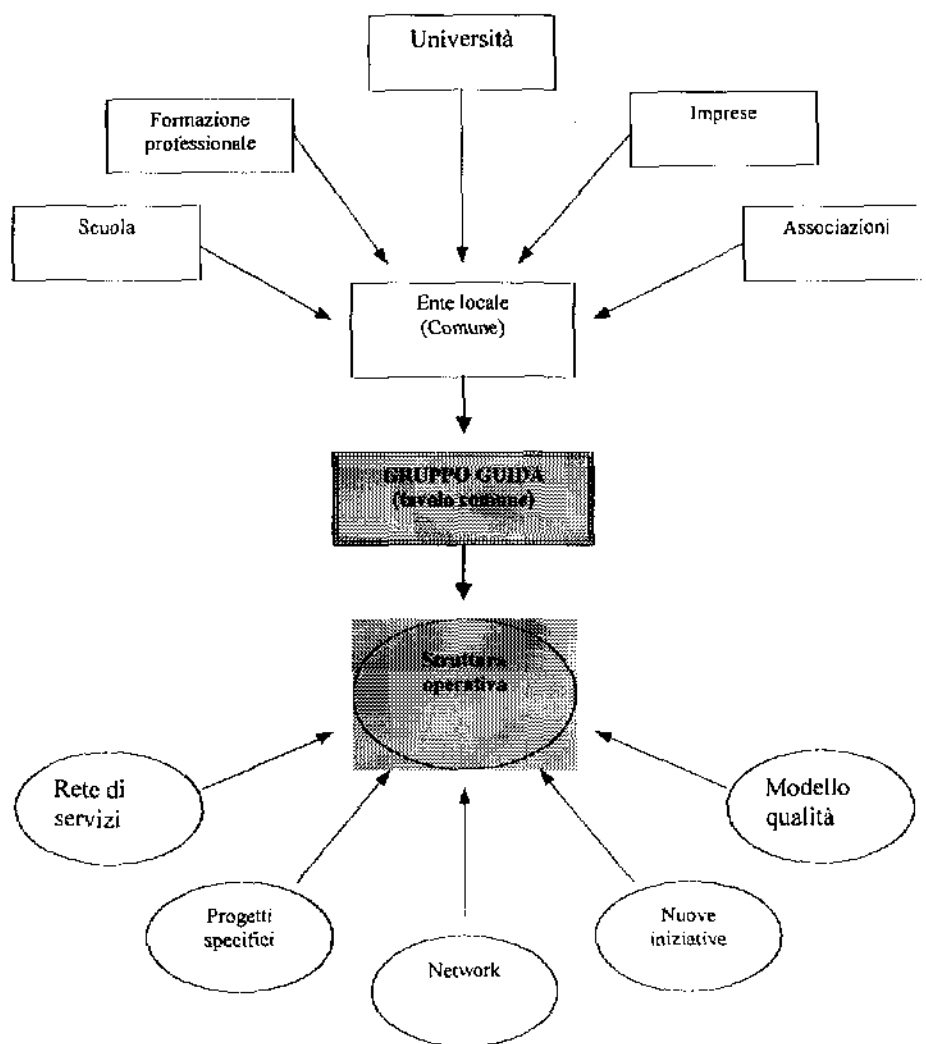 Università
Formazione
professionale
Imprese
Scuola
Associazioni
Ente locale
(Comune)
GRUPPO GUIDA
(tavolo comune)
Struttura
operativa
Rete di
servizi
Modello
qualità
Progetti
specifici
Nuove
iniziative
Network